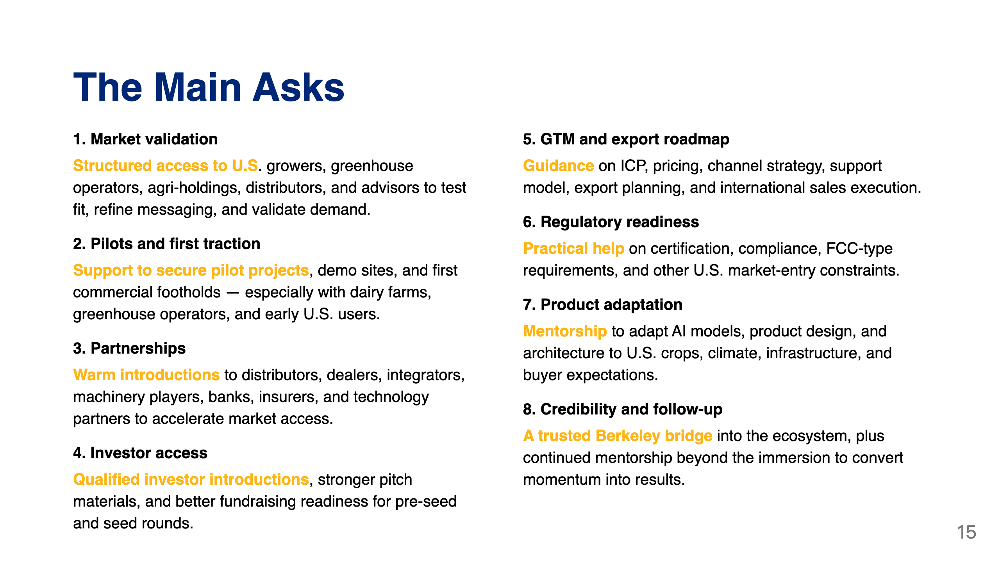 The Main Asks
1. Market validation
Structured access to U.S. growers, greenhouse
operators, agri-holdings, distributors, and advisors to test
fit, refine messaging, and validate demand.
2. Pilots and first traction
Support to secure pilot projects, demo sites, and first
commercial footholds — especially with dairy farms,
greenhouse operators, and early U.S. users.
3. Partnerships
Warm introductions to distributors, dealers, integrators,
machinery players, banks, insurers, and technology
partners to accelerate market access.
4. Investor access
Qualified investor introductions, stronger pitch
materials, and better fundraising readiness for pre-seed
and seed rounds.
5. GTM and export roadmap
Guidance on ICP, pricing, channel strategy, support
model, export planning, and international sales execution.
6. Regulatory readiness
Practical help on certification, compliance, FCC-type
requirements, and other U.S. market-entry constraints.
7. Product adaptation
Mentorship to adapt AI models, product design, and
architecture to U.S. crops, climate, infrastructure, and
buyer expectations.
8. Credibility and follow-up
A trusted Berkeley bridge into the ecosystem, plus
continued mentorship beyond the immersion to convert
momentum into results.
15